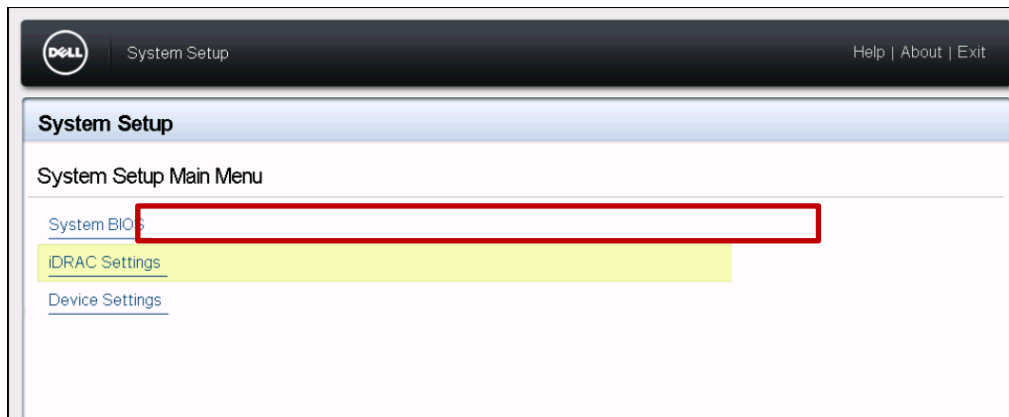 DELL System Setup Help | About | Exit
System Setup
System Setup Main Menu
System BIOS
iDRAC Settings
Device Settings